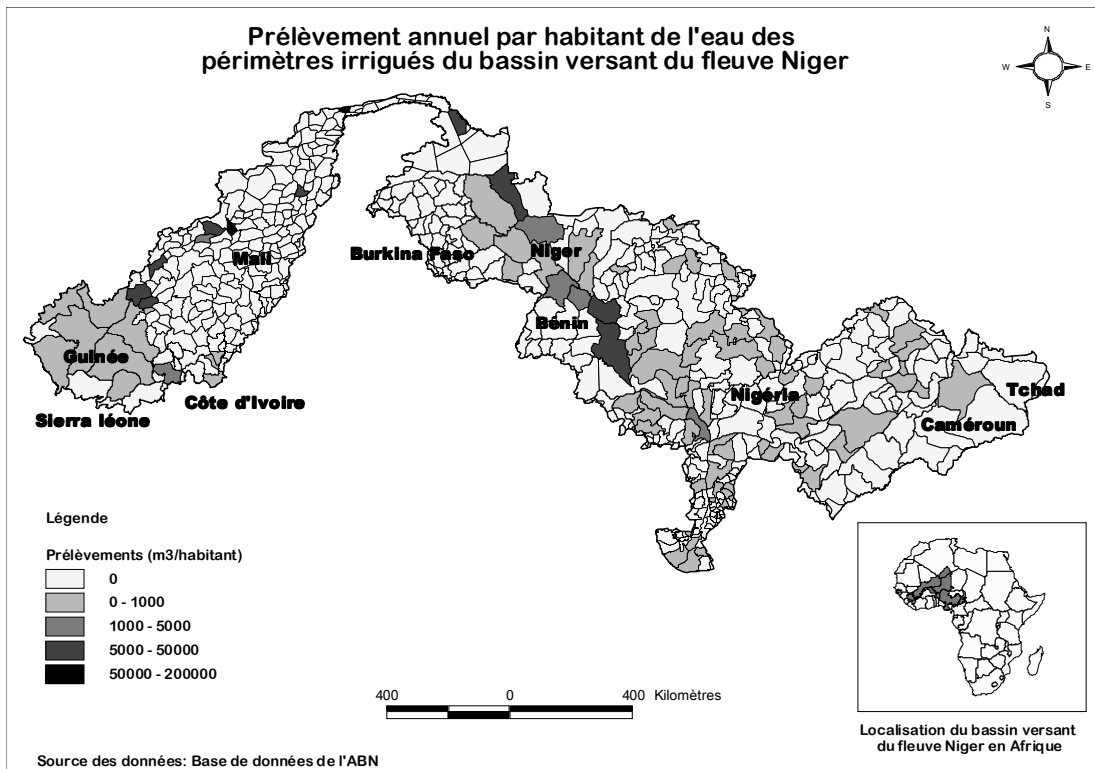 Prélèvement annuel par habitant de l'eau des
périmètres irrigués du bassin versant du fleuve Niger
N
W E
S
Mali
Burkina Faso
Niger
Bénin
Guinée
Nigéria
Tchad
Côte d'Ivoire
Sierra léone
Caméroun
Légende
Prélèvements (m3/habitant)
0
0 - 1000
1000 - 5000
5000 - 50000
50000 - 200000
400 0 400 Kilomètres
Localisation du bassin versant
du fleuve Niger en Afrique
Source des données: Base de données de l'ABN